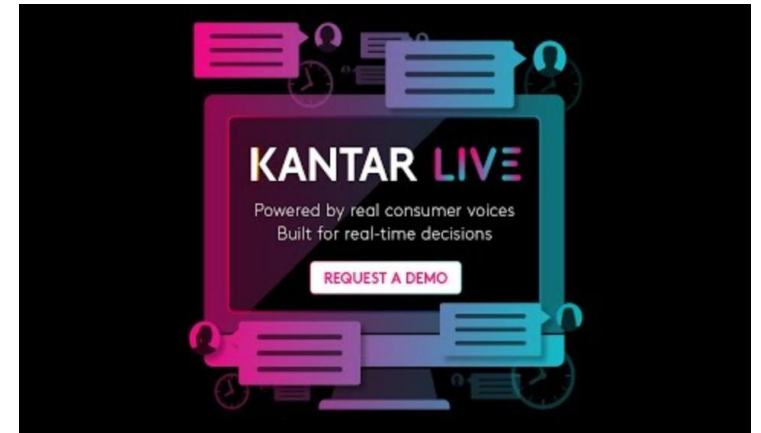 KANTAR LIVE
Powered by real consumer voices
Built for real-time decisions
REQUEST A DEMO